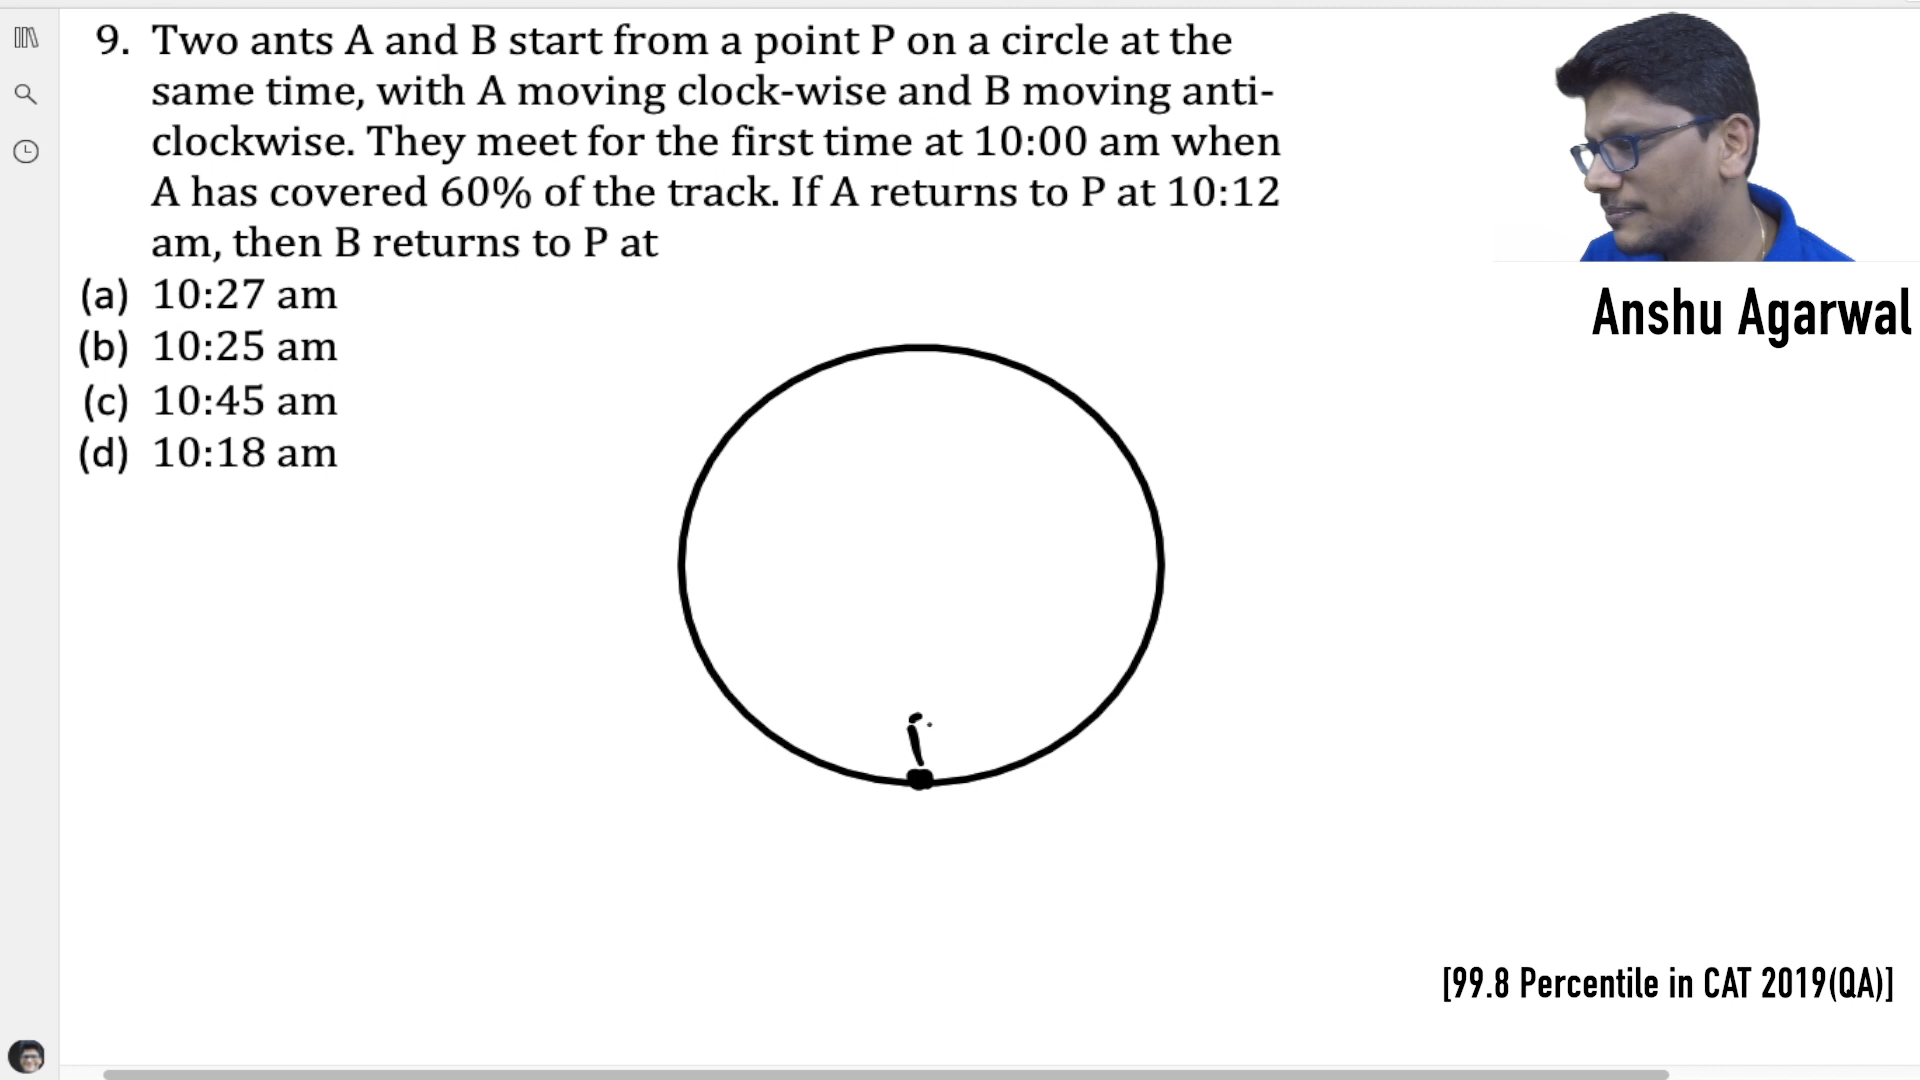 9. Two ants A and B start from a point P on a circle at the
same time, with A moving clock-wise and B moving anti-
clockwise. They meet for the first time at 10:00 am when
A has covered 60% of the track. If A returns to P at 10:12
am, then B returns to P at
(a) 10:27 am
(b) 10:25 am
(c) 10:45 am
(d) 10:18 am
Anshu Agarwal
[99.8 Percentile in CAT 2019(QA)]